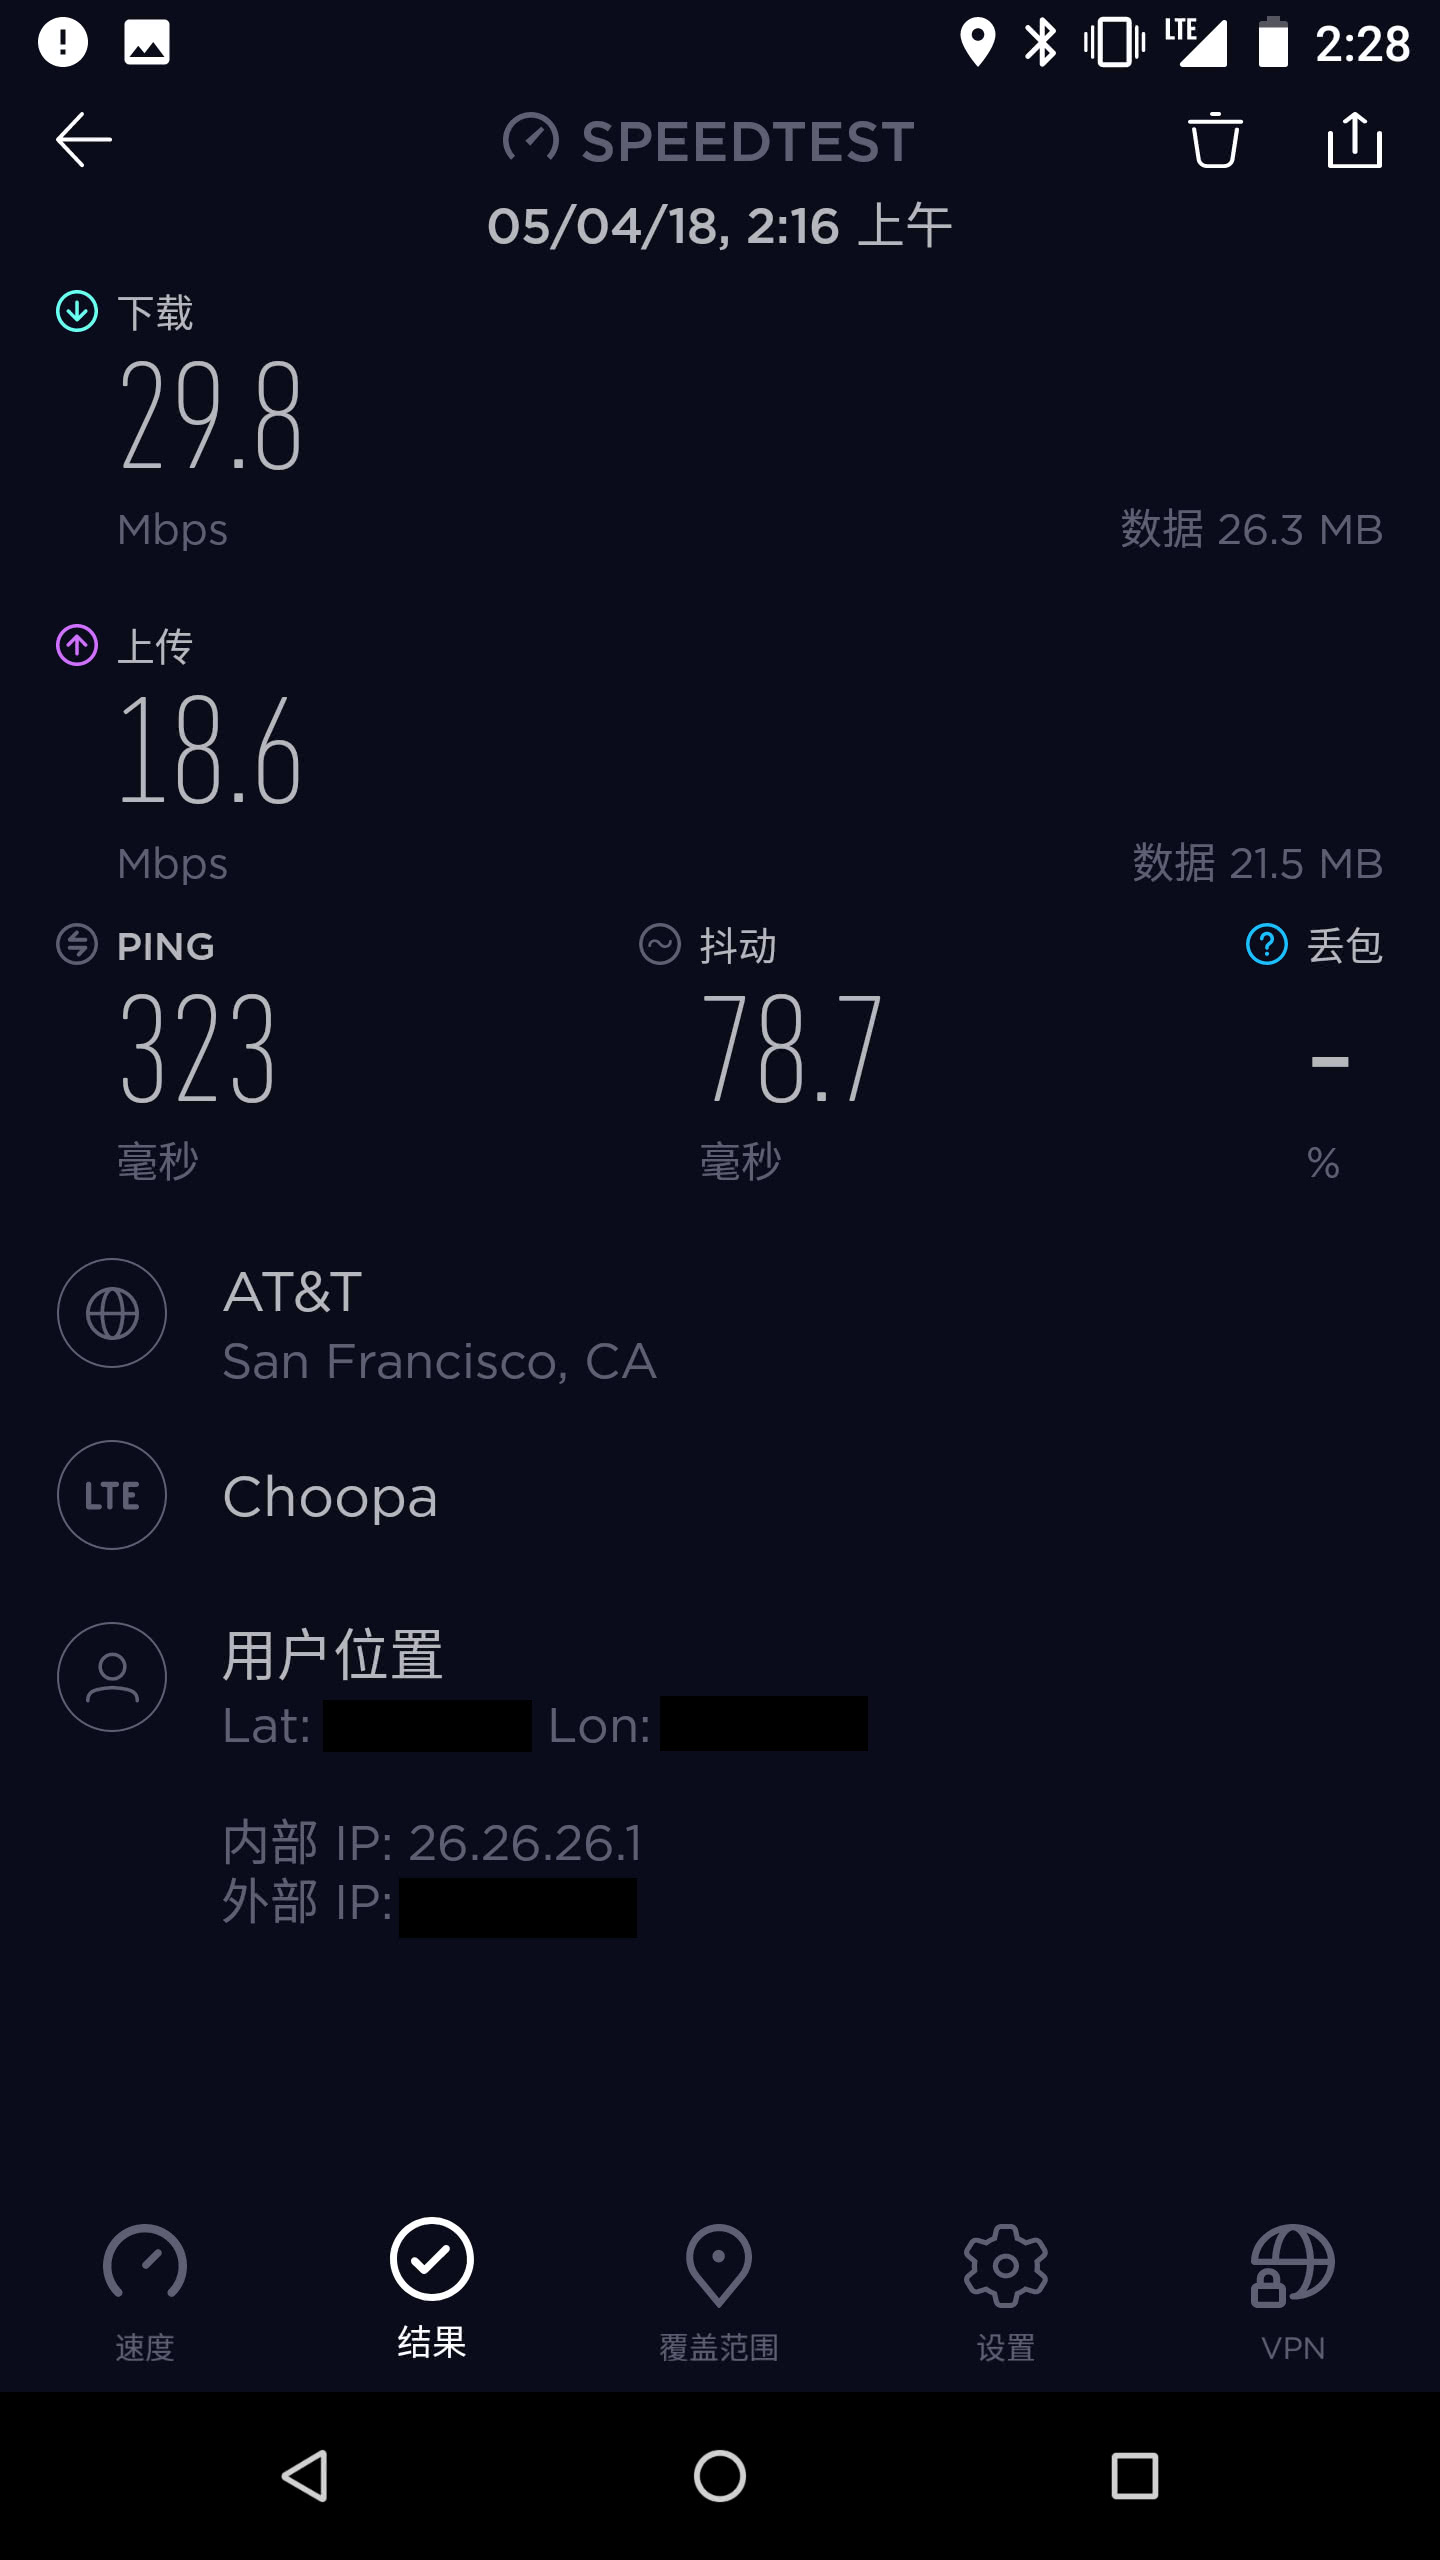 LTE 2:28
SPEEDTEST
05/04/18, 2:16 上午
下载
29.8
Mbps 数据 26.3 MB
上传
18.6
Mbps 数据 21.5 MB
PING 抖动 丢包
323 78.7 -
毫秒 毫秒 %
AT&T
San Francisco, CA
LTE Choopa
用户位置
Lat: Lon:
内部 IP: 26.26.26.1
外部 IP:
速度 结果 覆盖范围 设置 VPN